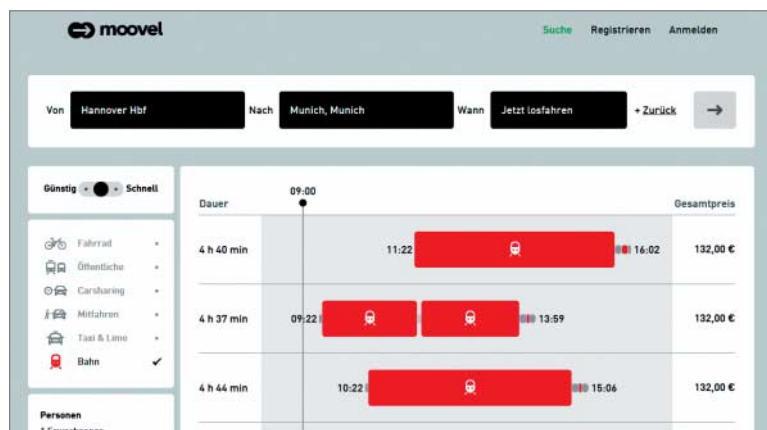 moovel
Suche Registrieren Anmelden
Von Hannover Hbf Nach Munich, Munich Wann Jetzt losfahren + Zurück
Günstig Schnell
09:00
Dauer Gesamtpreis
Fahrrad
Öffentliche
Carsharing
Mitfahren
Taxi & Limo
Bahn
4 h 40 min 11:22 16:02 132,00 €
4 h 37 min 09:22 13:59 132,00 €
4 h 44 min 10:22 15:06 132,00 €
Personen